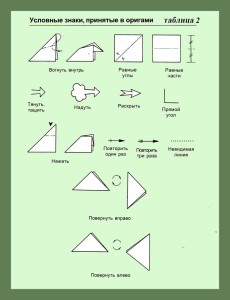 Условные знаки, принятые в оригами таблица 2
Вогнуть внутрь
Равные
углы
Равные
части
Тянуть,
тащить
Надуть
Раскрыть
Прямой
угол
Нажать
Повторить
один раз
Повторить
три раза
Невидимая
линия
Повернуть вправо
Повернуть влево